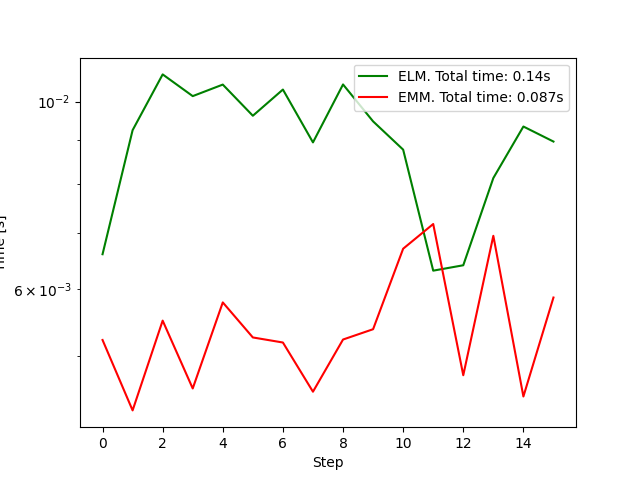 ELM. Total time: 0.14s
EMM. Total time: 0.087s
10⁻²
6 × 10⁻³
Time [s]
0 2 4 6 8 10 12 14
Step